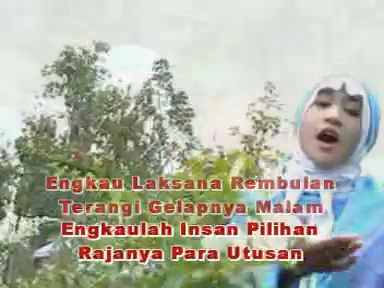 Engkau Laksana Rembulan
Terangi Gelapnya Malam
Engkaulah Insan Pilihan
Rajanya Para Utusan